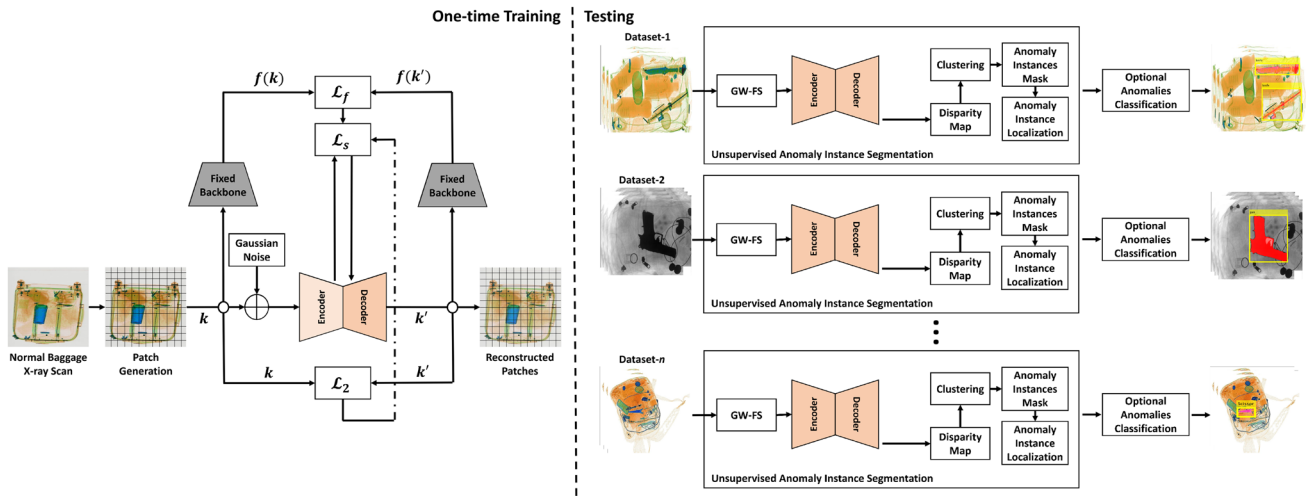 One-time Training
Testing
f(k)
f(k′)
ℒf
ℒs
Fixed
Backbone
Fixed
Backbone
Gaussian
Noise
Encoder
Decoder
k
k′
Normal Baggage
X-ray Scan
Patch
Generation
Reconstructed
Patches
k
ℒ2
k′
Dataset-1
GW-FS
Encoder
Decoder
Clustering
Disparity
Map
Anomaly
Instances
Mask
Anomaly
Instance
Localization
Unsupervised Anomaly Instance Segmentation
Optional
Anomalies
Classification
Dataset-2
GW-FS
Encoder
Decoder
Clustering
Disparity
Map
Anomaly
Instances
Mask
Anomaly
Instance
Localization
Unsupervised Anomaly Instance Segmentation
Optional
Anomalies
Classification
Dataset-n
GW-FS
Encoder
Decoder
Clustering
Disparity
Map
Anomaly
Instances
Mask
Anomaly
Instance
Localization
Unsupervised Anomaly Instance Segmentation
Optional
Anomalies
Classification